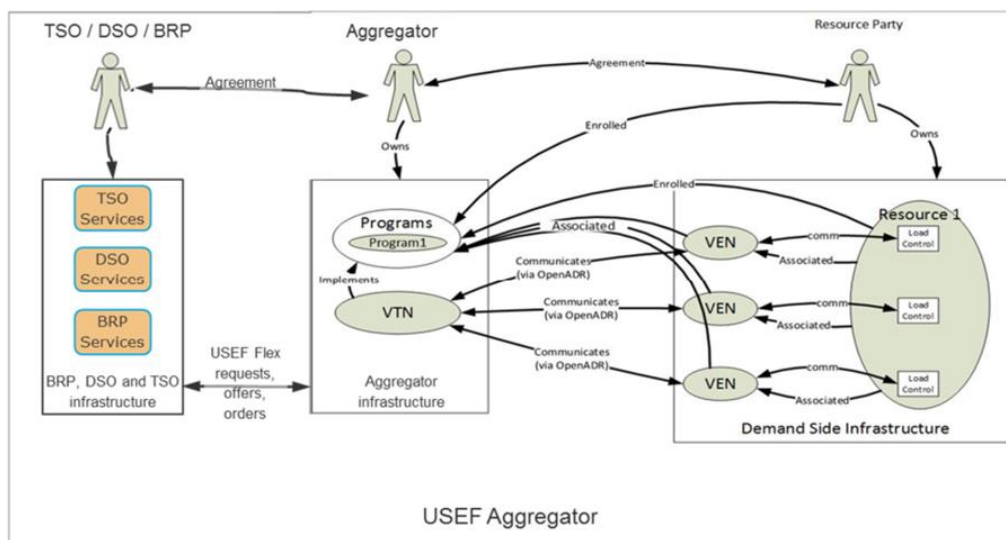 TSO / DSO / BRP
Aggregator
Resource Party
Agreement
Agreement
Enrolled
Owns
Owns
TSO
Services
DSO
Services
BRP
Services
BRP, DSO and TSO
infrastructure
USEF Flex
requests,
offers,
orders
Programs
Program1
Implements
VTN
Aggregator
infrastructure
Enrolled
Associated
Communicates
(via OpenADR)
Communicates
(via OpenADR)
Communicates
(via OpenADR)
VEN
VEN
VEN
comm
Associated
comm
Associated
comm
Associated
Resource 1
Load
Control
Load
Control
Load
Control
Demand Side Infrastructure
USEF Aggregator